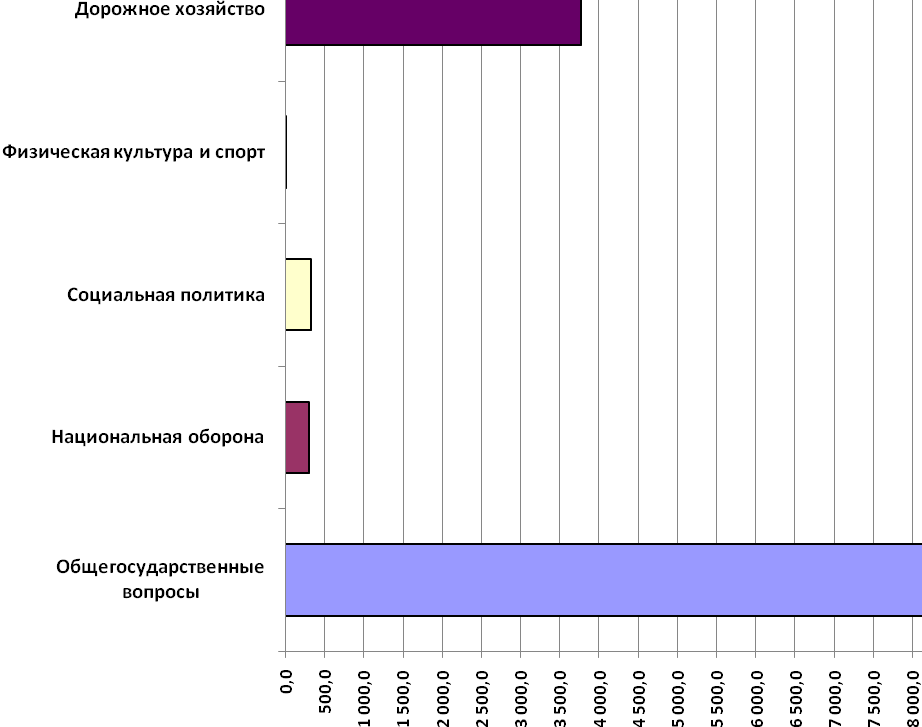 Дорожное хозяйство
Физическая культура и спорт
Социальная политика
Национальная оборона
Общегосударственные
вопросы
0,0
500,0
1 000,0
1 500,0
2 000,0
2 500,0
3 000,0
3 500,0
4 000,0
4 500,0
5 000,0
5 500,0
6 000,0
6 500,0
7 000,0
7 500,0
8 000,0